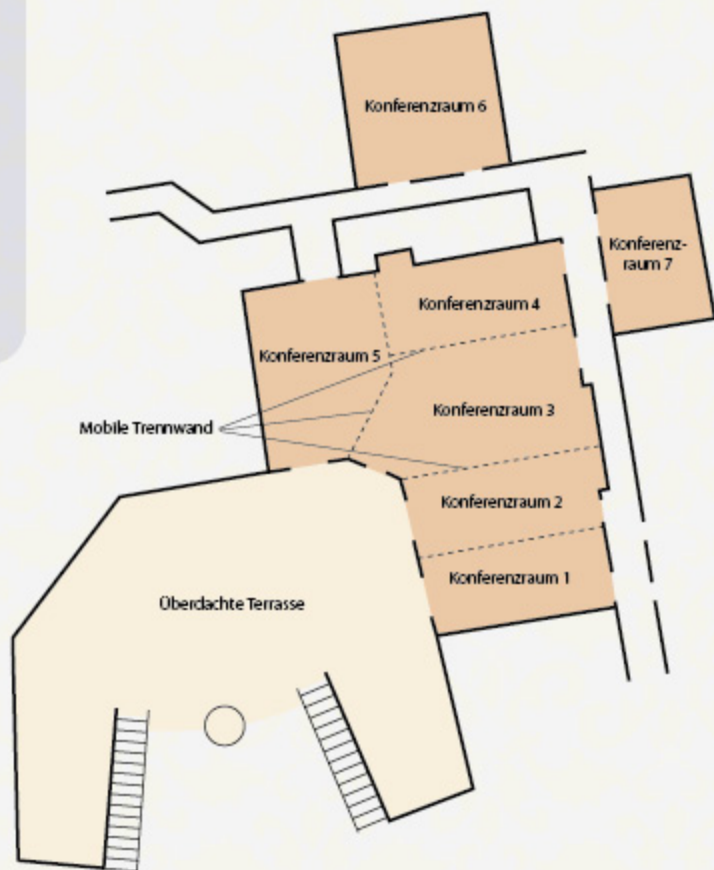 Konferenzraum 6
Konferenz-
raum 7
Konferenzraum 4
Konferenzraum 5
Konferenzraum 3
Mobile Trennwand
Konferenzraum 2
Konferenzraum 1
Überdachte Terrasse